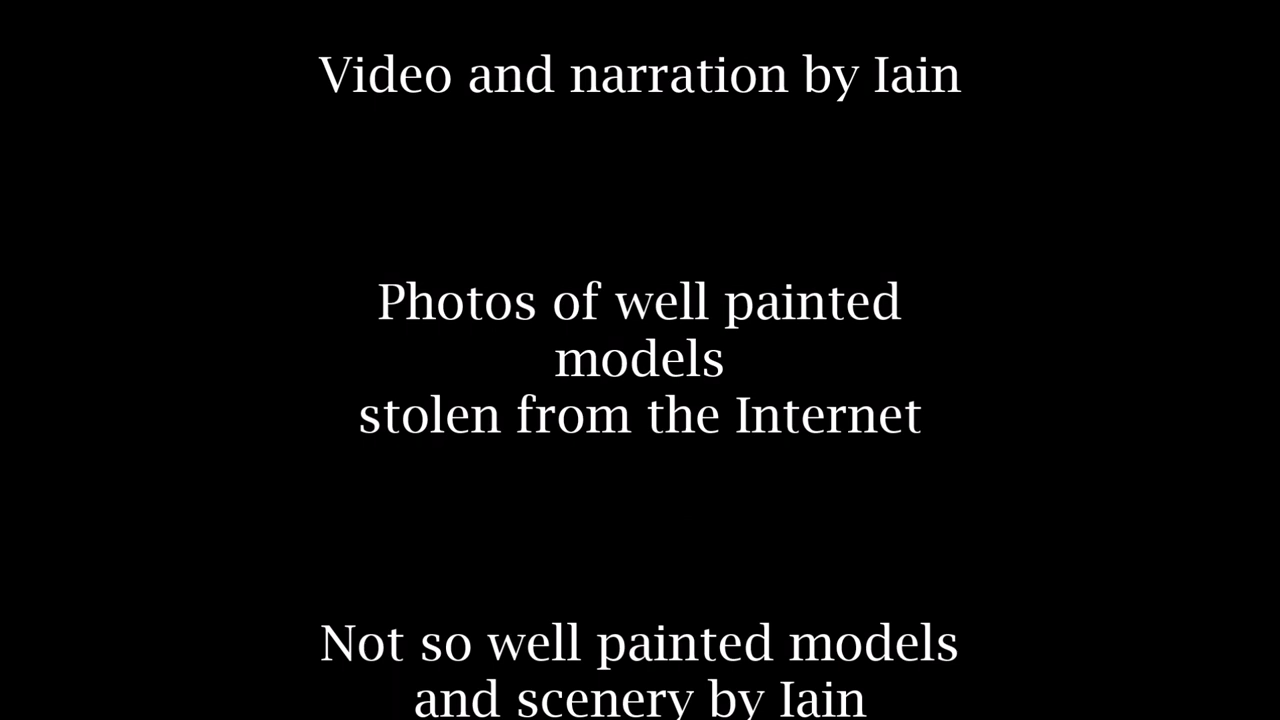 Video and narration by Iain
Photos of well painted
models
stolen from the Internet
Not so well painted models
and scenery by Iain